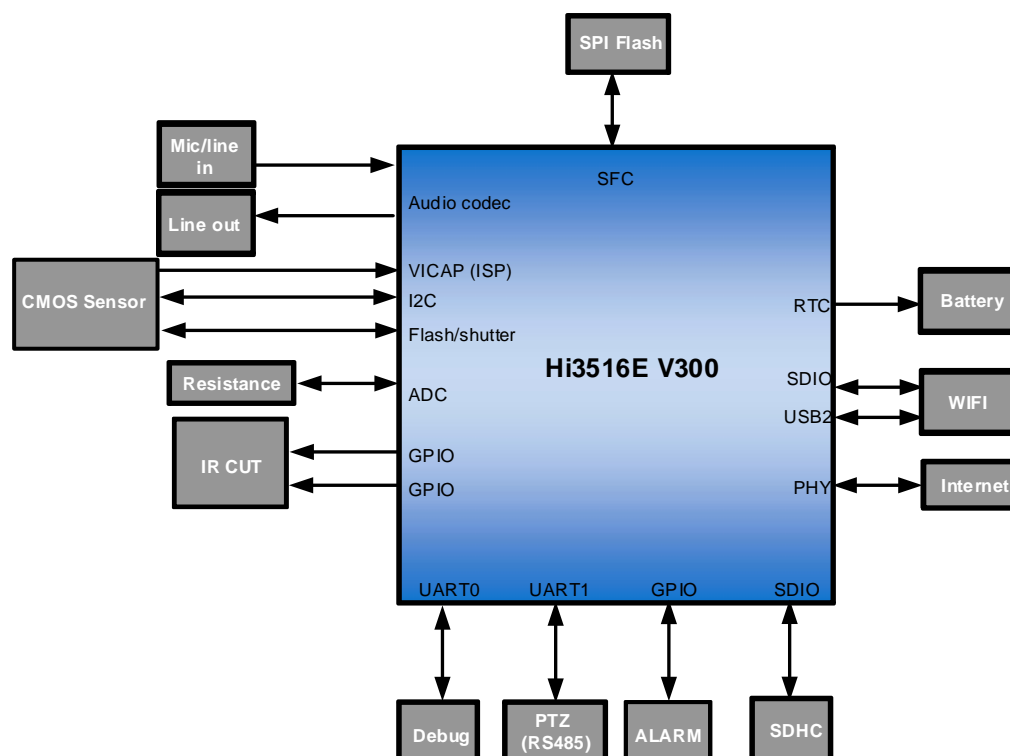 SPI Flash
Mic/line
in
SFC
Audio codec
Line out
VICAP (ISP)
CMOS Sensor
I2C
RTC
Battery
Flash/shutter
Hi3516E V300
Resistance
ADC
SDIO
WIFI
USB2
GPIO
IR CUT
GPIO
PHY
Internet
UART0
UART1
GPIO
SDIO
Debug
PTZ
(RS485)
ALARM
SDHC